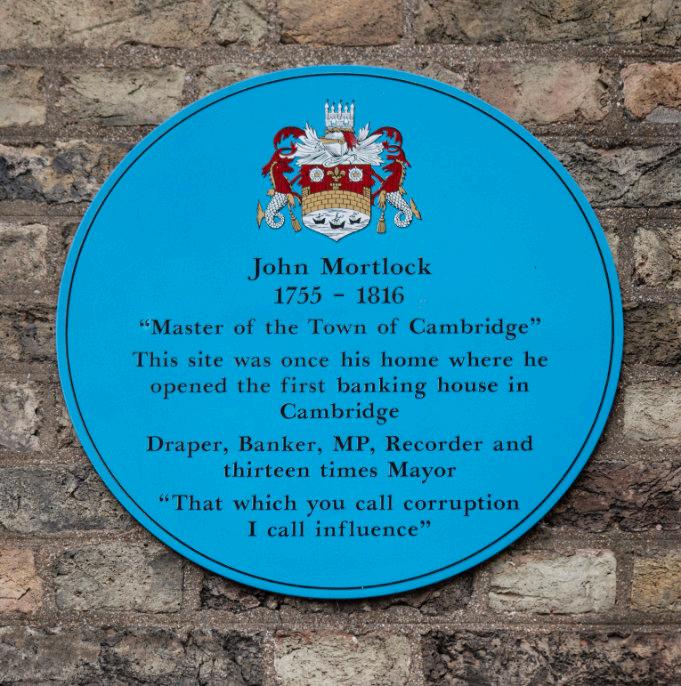 John Mortlock
1755 – 1816
“Master of the Town of Cambridge”
This site was once his home where he
opened the first banking house in
Cambridge
Draper, Banker, MP, Recorder and
thirteen times Mayor
“That which you call corruption
I call influence”